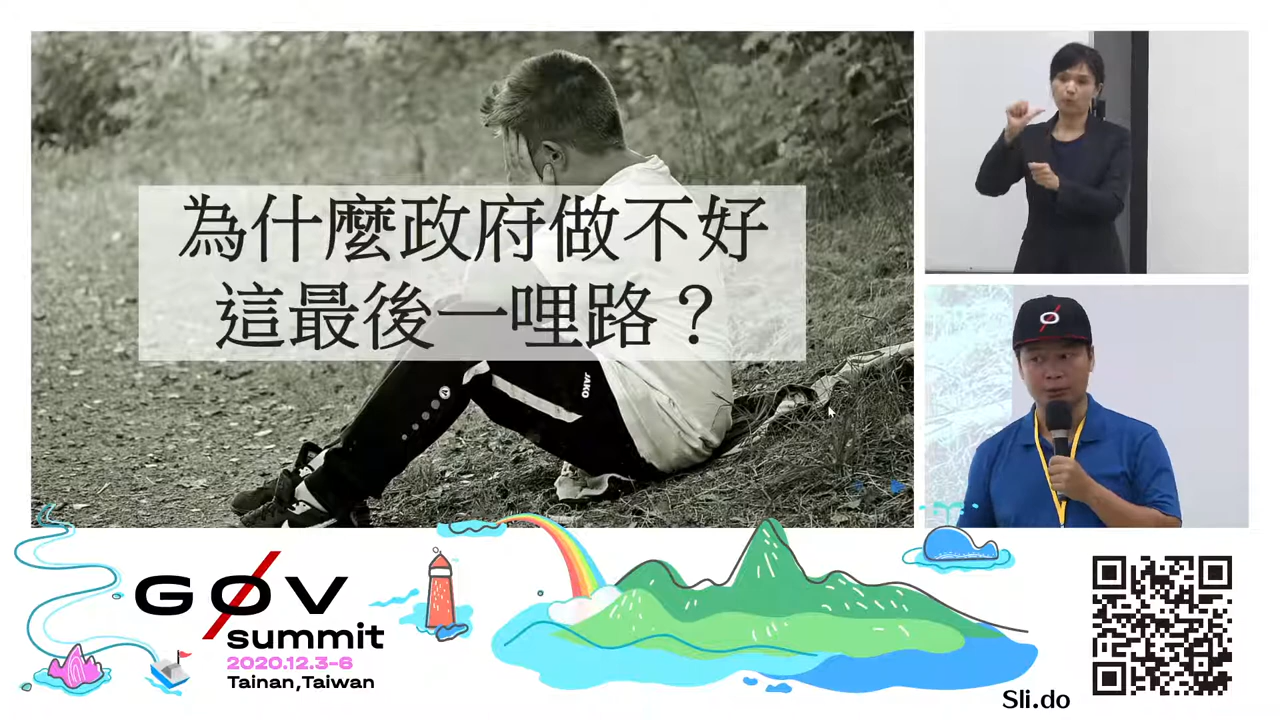 為什麼政府做不好
這最後一哩路？
JAKO
GØV
summit
2020.12.3-6
Tainan,Taiwan
Sli.do